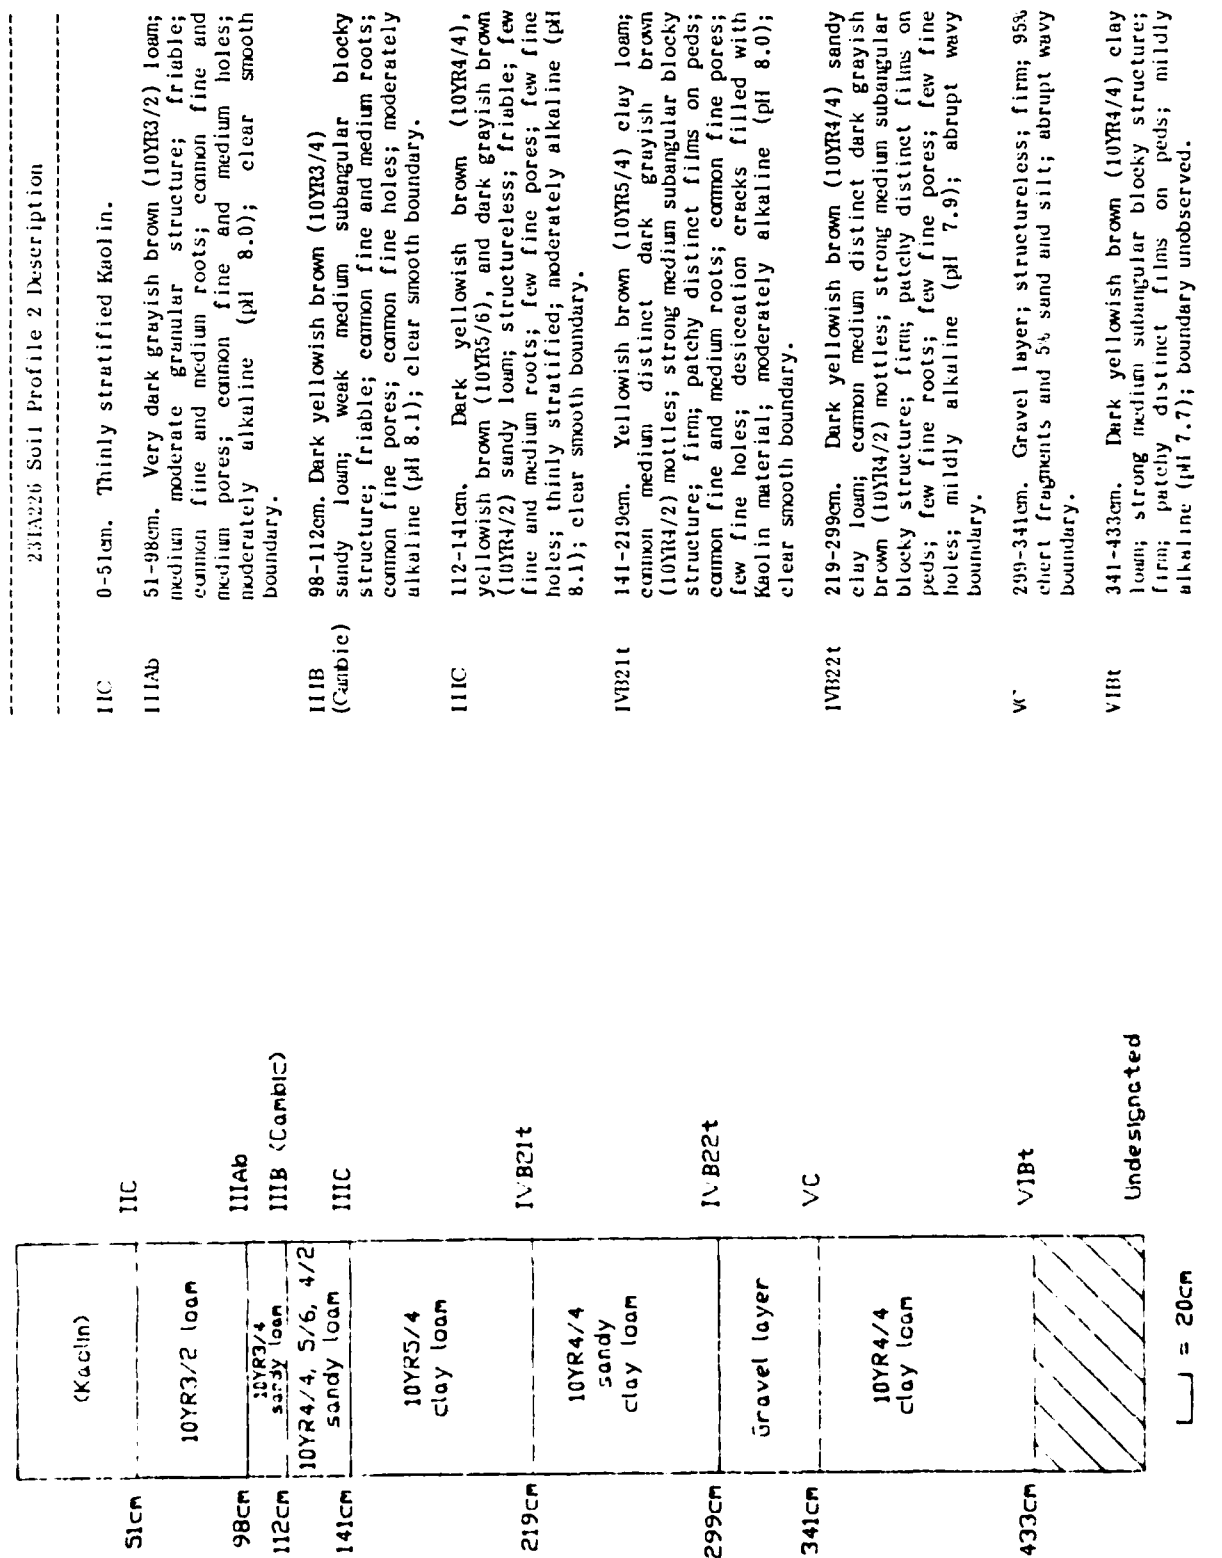 23IA226 Soil Profile 2 Description
IIC 0-51cm. Thinly stratified Kaolin.
IIIAb 51-98cm. Very dark grayish brown (10YR3/2) loam;
medium moderate granular structure; friable;
common fine and medium roots; common fine and
medium pores; common fine and medium holes;
moderately alkaline (pH 8.0); clear smooth
boundary.
IIIB 98-112cm. Dark yellowish brown (10YR3/4)
(Cambic) sandy loam; weak medium subangular blocky
structure; friable; common fine and medium roots;
common fine pores; common fine holes; moderately
alkaline (pH 8.1); clear smooth boundary.
IIIC 112-141cm. Dark yellowish brown (10YR4/4),
yellowish brown (10YR5/6), and dark grayish brown
(10YR4/2) sandy loam; structureless; friable; few
fine and medium roots; few fine pores; few fine
holes; thinly stratified; moderately alkaline (pH
8.1); clear smooth boundary.
IVB21t 141-219cm. Yellowish brown (10YR5/4) clay loam;
common medium distinct dark grayish brown
(10YR4/2) mottles; strong medium subangular blocky
structure; firm; patchy distinct films on peds;
common fine and medium roots; common fine pores;
few fine holes; desiccation cracks filled with
Kaolin material; moderately alkaline (pH 8.0);
clear smooth boundary.
IVB22t 219-299cm. Dark yellowish brown (10YR4/4) sandy
clay loam; common medium distinct dark grayish
brown (10YR4/2) mottles; strong medium subangular
blocky structure; firm; patchy distinct films on
peds; few fine roots; few fine pores; few fine
holes; mildly alkaline (pH 7.9); abrupt wavy
boundary.
VC 299-341cm. Gravel layer; structureless; firm; 95%
chert fragments and 5% sand and silt; abrupt wavy
boundary.
VIBt 341-433cm. Dark yellowish brown (10YR4/4) clay
loam; strong medium subangular blocky structure;
firm; patchy distinct films on peds; mildly
alkaline (pH 7.7); boundary unobserved.
(Kaolin)
51cm IIC
10YR3/2 loam
98cm IIIAb
10YR3/4
sandy loam
112cm IIIB (Cambic)
10YR4/4, 5/6, 4/2
sandy loam
141cm IIIC
10YR5/4
clay loam
219cm IVB21t
10YR4/4
sandy
clay loam
299cm IVB22t
Gravel layer
341cm VC
10YR4/4
clay loam
433cm VIBt
Undesignated
= 20cm